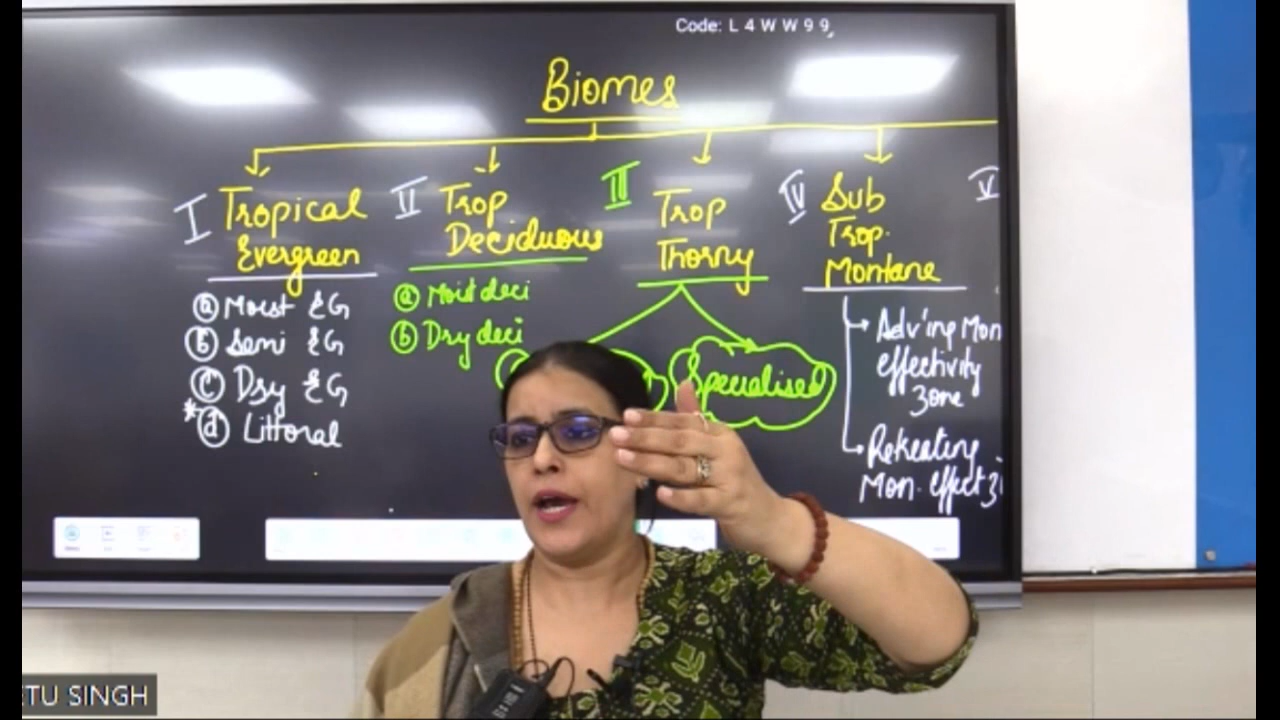 Code: L 4 W W 9 9
Biomes
I Tropical Evergreen
a Moist EG
b Semi EG
c Dry EG
* d Littoral
II Trop Deciduous
a Moist deci
b Dry deci
III Trop Thorny
Specialised
IV Sub Trop. Montane
Adv'ing Mon
effectivity
zone
Retreating
Mon. effect
V
ETU SINGH